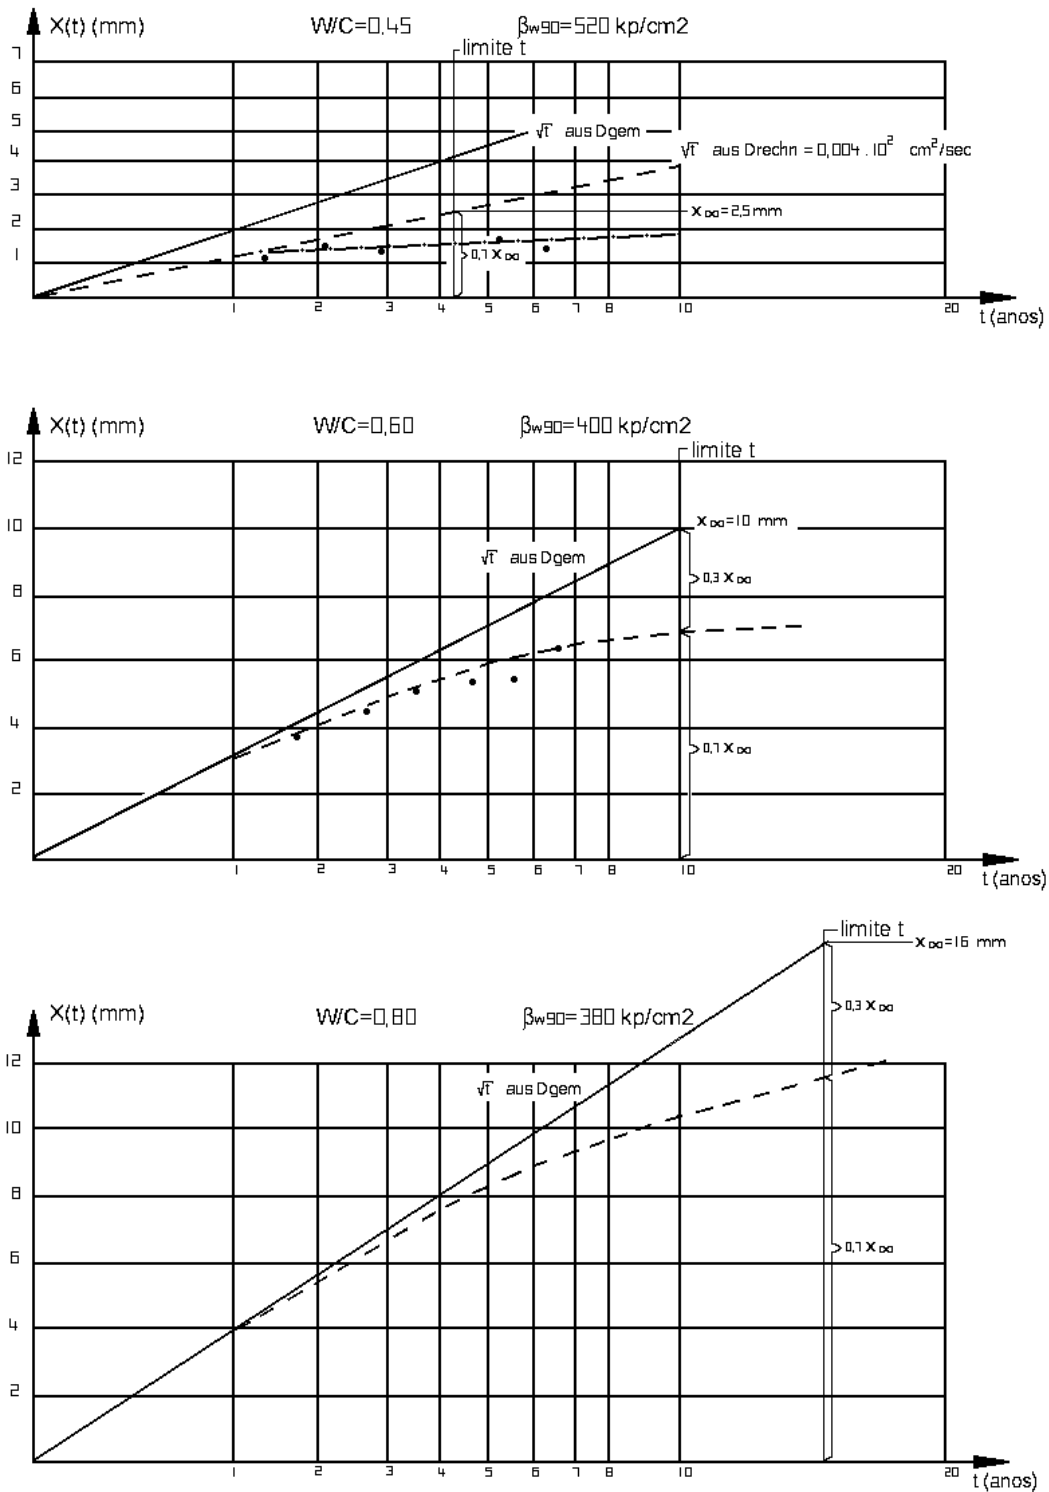 X(t) (mm) W/C=0,45 βw90=520 kp/cm2
limite t
7
6
5
√t aus Dgem
4
√t aus Drechn = 0,004 . 10² cm²/sec
3
x∞=2,5 mm
2
0,7 x∞
1
1 2 3 4 5 6 7 8 10 20
t (anos)
X(t) (mm) W/C=0,60 βw90=400 kp/cm2
limite t
12
x∞=10 mm
10
√t aus Dgem
0,3 x∞
8
6
4
0,7 x∞
2
1 2 3 4 5 6 7 8 10 20
t (anos)
limite t
x∞=16 mm
0,3 x∞
X(t) (mm) W/C=0,80 βw90=380 kp/cm2
12
√t aus Dgem
10
8
6
0,7 x∞
4
2
1 2 3 4 5 6 7 8 10 20
t (anos)